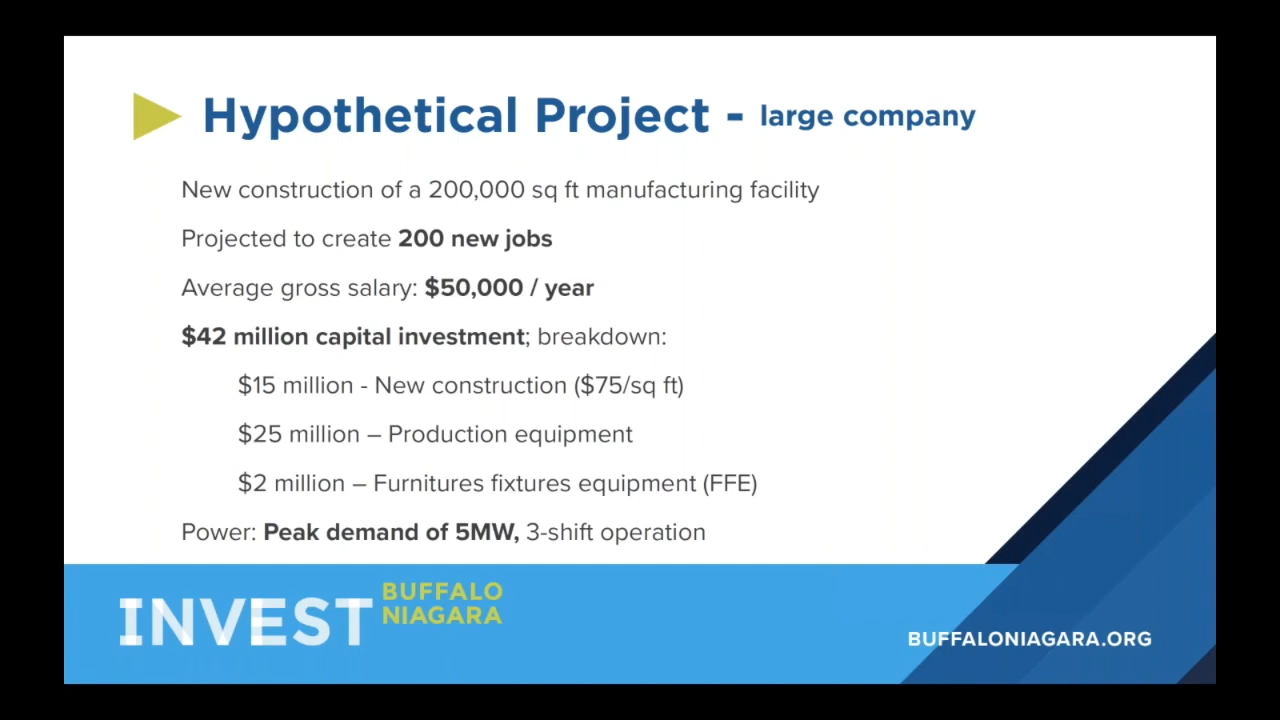 Hypothetical Project - large company
New construction of a 200,000 sq ft manufacturing facility
Projected to create 200 new jobs
Average gross salary: $50,000 / year
$42 million capital investment; breakdown:
$15 million - New construction ($75/sq ft)
$25 million – Production equipment
$2 million – Furnitures fixtures equipment (FFE)
Power: Peak demand of 5MW, 3-shift operation
INVEST BUFFALO
NIAGARA
BUFFALONIAGARA.ORG